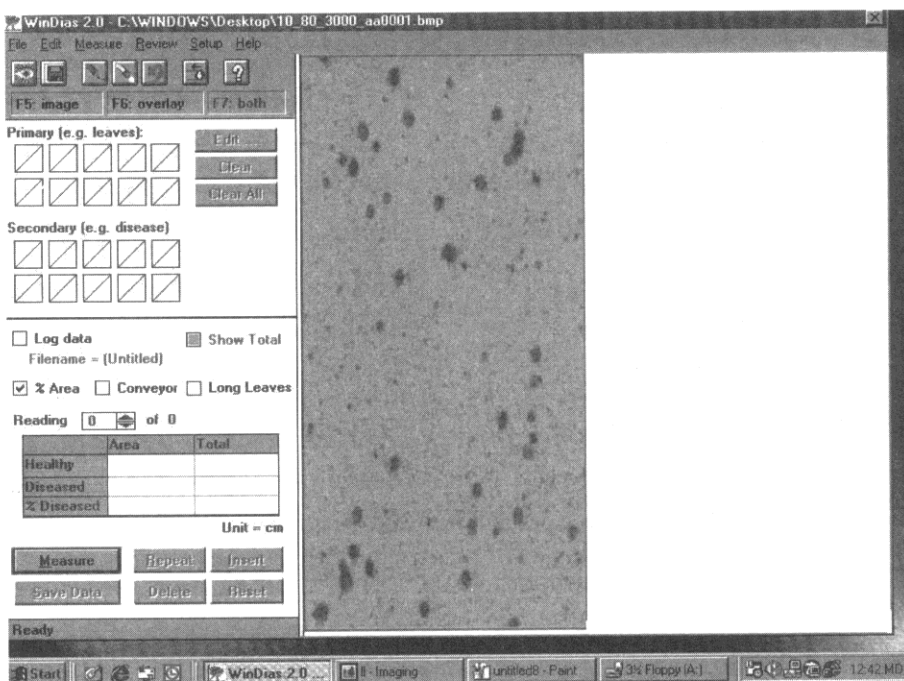 WinDias 2.0 - C:\WINDOWS\Desktop\10_80_3000_aa0001.bmp
File Edit Measure Review Setup Help
F5: image F6: overlay F7: both
Primary (e.g. leaves):
Edit ...
Clear
Clear All
Secondary (e.g. disease)
Log data Show Total
Filename = (Untitled)
% Area Conveyor Long Leaves
Reading 0 of 0
Area Total
Healthy
Diseased
% Diseased
Unit = cm
Measure Repeat Insert
Save Data Delete Reset
Ready
Start WinDias 2.0 ... - Imaging untitled8 - Paint 3½ Floppy (A:) 12:42 MD